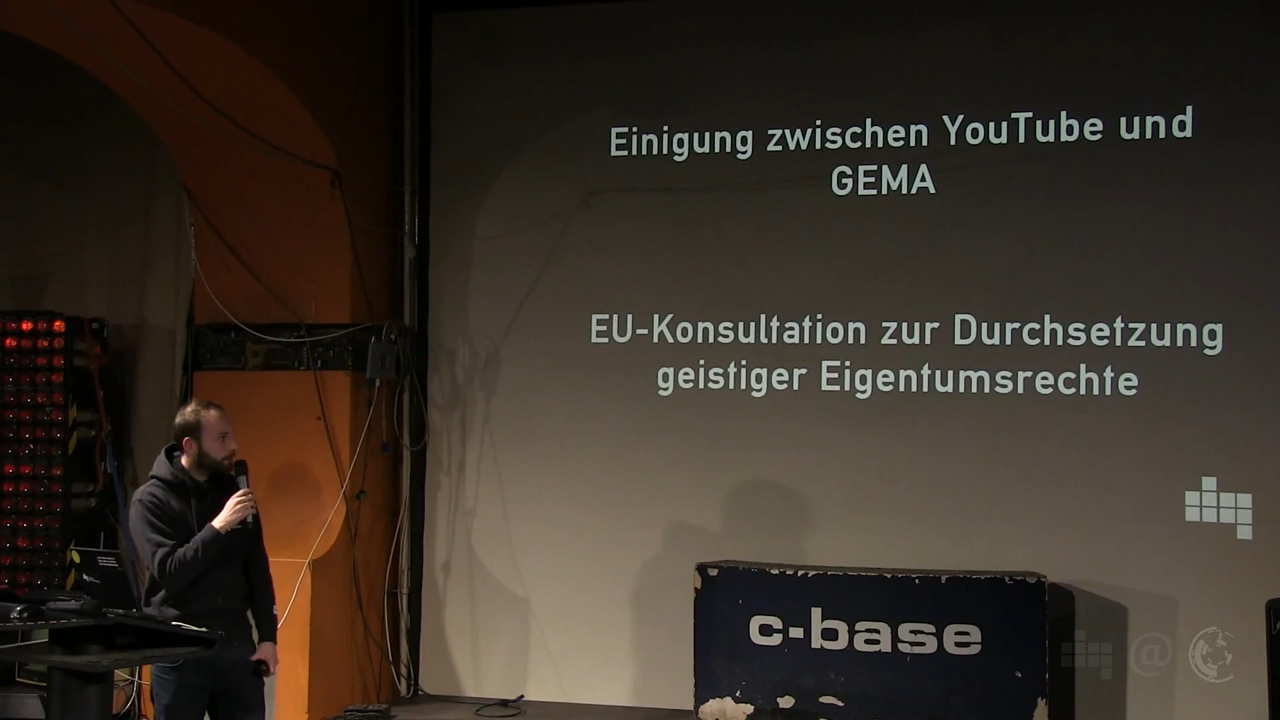 Einigung zwischen YouTube und
GEMA
EU-Konsultation zur Durchsetzung
geistiger Eigentumsrechte
c-base
@